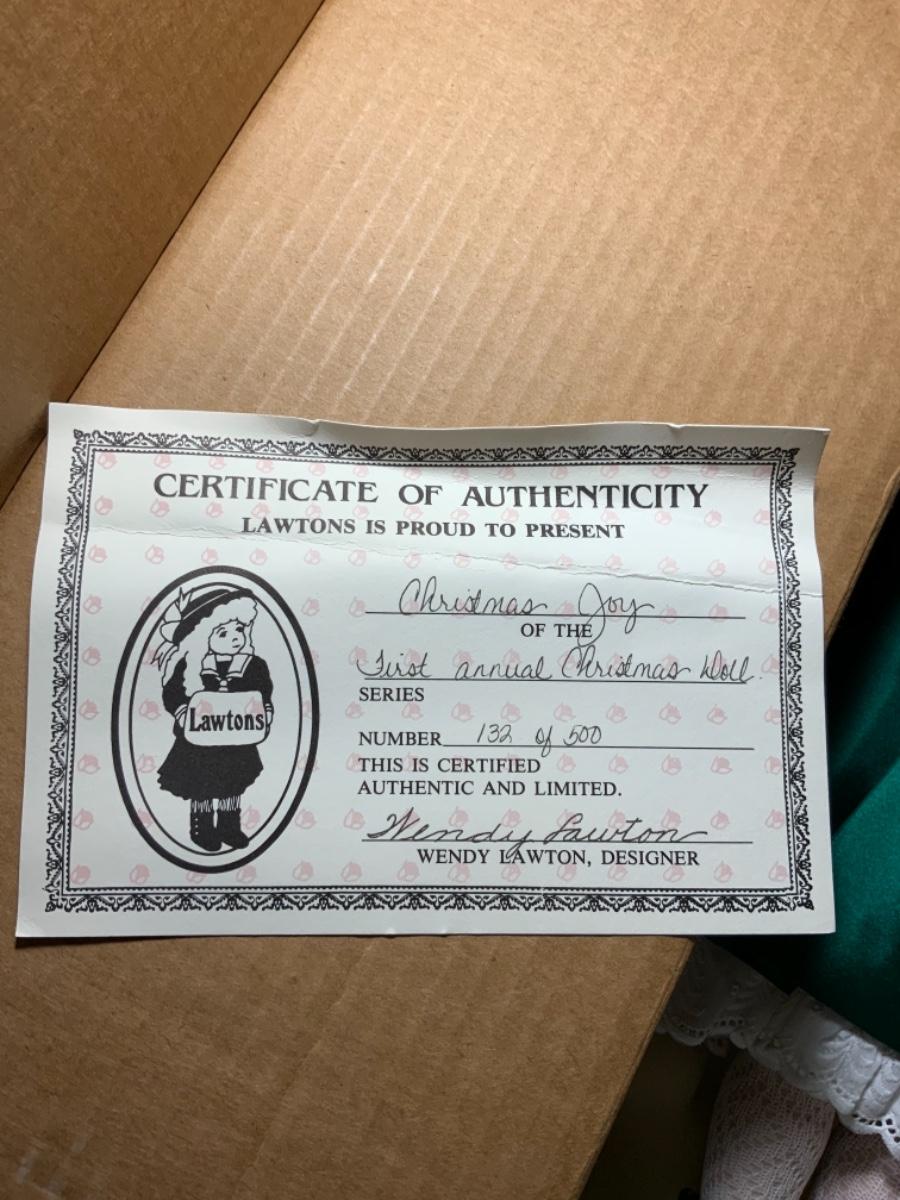 CERTIFICATE OF AUTHENTICITY
LAWTONS IS PROUD TO PRESENT
Christmas Joy
OF THE
First annual Christmas Doll
SERIES
NUMBER 132 of 500
THIS IS CERTIFIED
AUTHENTIC AND LIMITED.
Wendy Lawton
WENDY LAWTON, DESIGNER
Lawtons